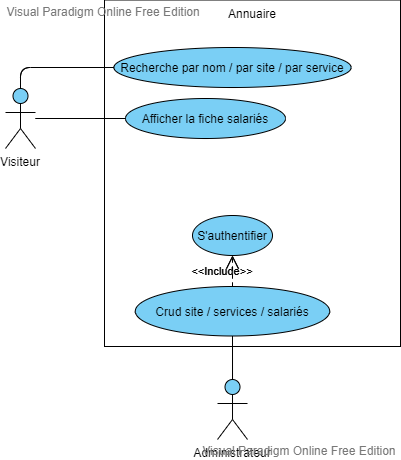 Visual Paradigm Online Free Edition
Annuaire
Recherche par nom / par site / par service
Afficher la fiche salariés
Visiteur
S'authentifier
<<Include>>
Crud site / services / salariés
Administrateur
Visual Paradigm Online Free Edition